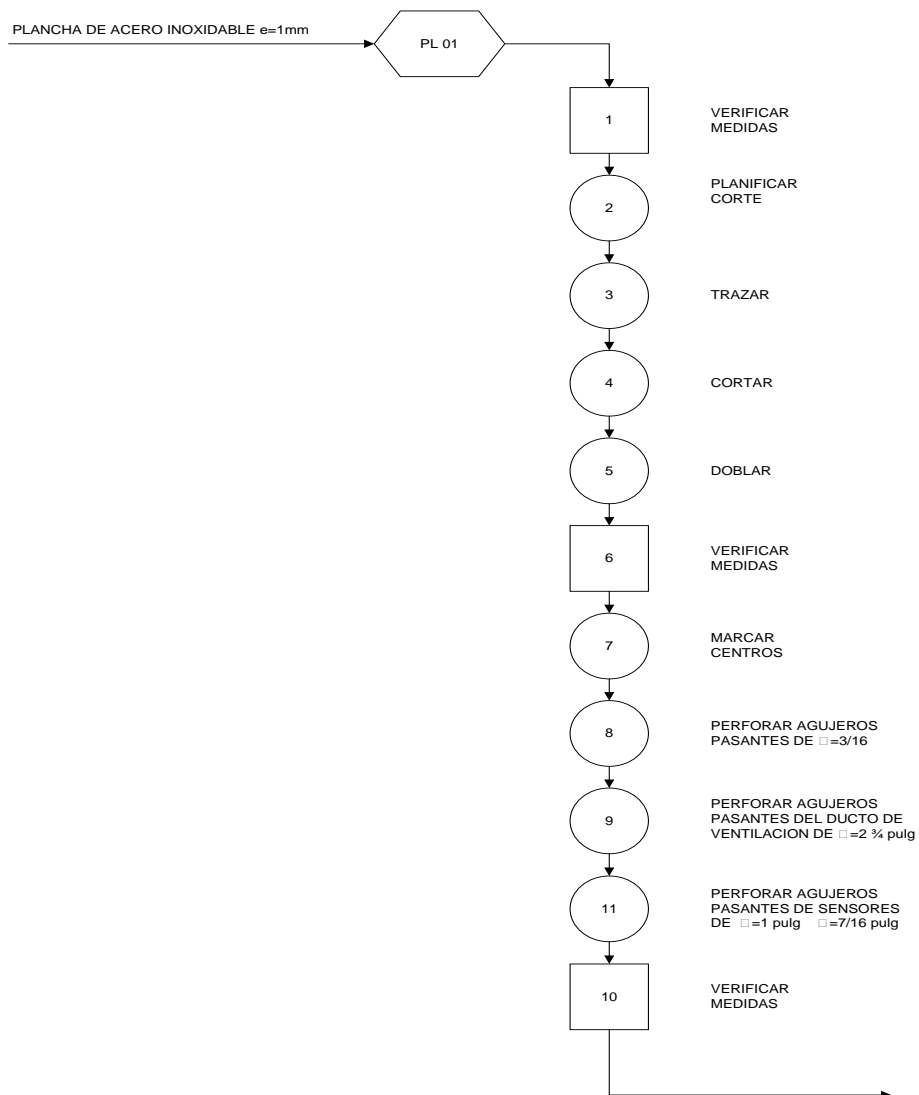 PLANCHA DE ACERO INOXIDABLE e=1mm
PL 01
1
VERIFICAR
MEDIDAS
2
PLANIFICAR
CORTE
3
TRAZAR
4
CORTAR
5
DOBLAR
6
VERIFICAR
MEDIDAS
7
MARCAR
CENTROS
8
PERFORAR AGUJEROS
PASANTES DE □=3/16
9
PERFORAR AGUJEROS
PASANTES DEL DUCTO DE
VENTILACION DE □=2 ¾ pulg
11
PERFORAR AGUJEROS
PASANTES DE SENSORES
DE □=1 pulg □=7/16 pulg
10
VERIFICAR
MEDIDAS